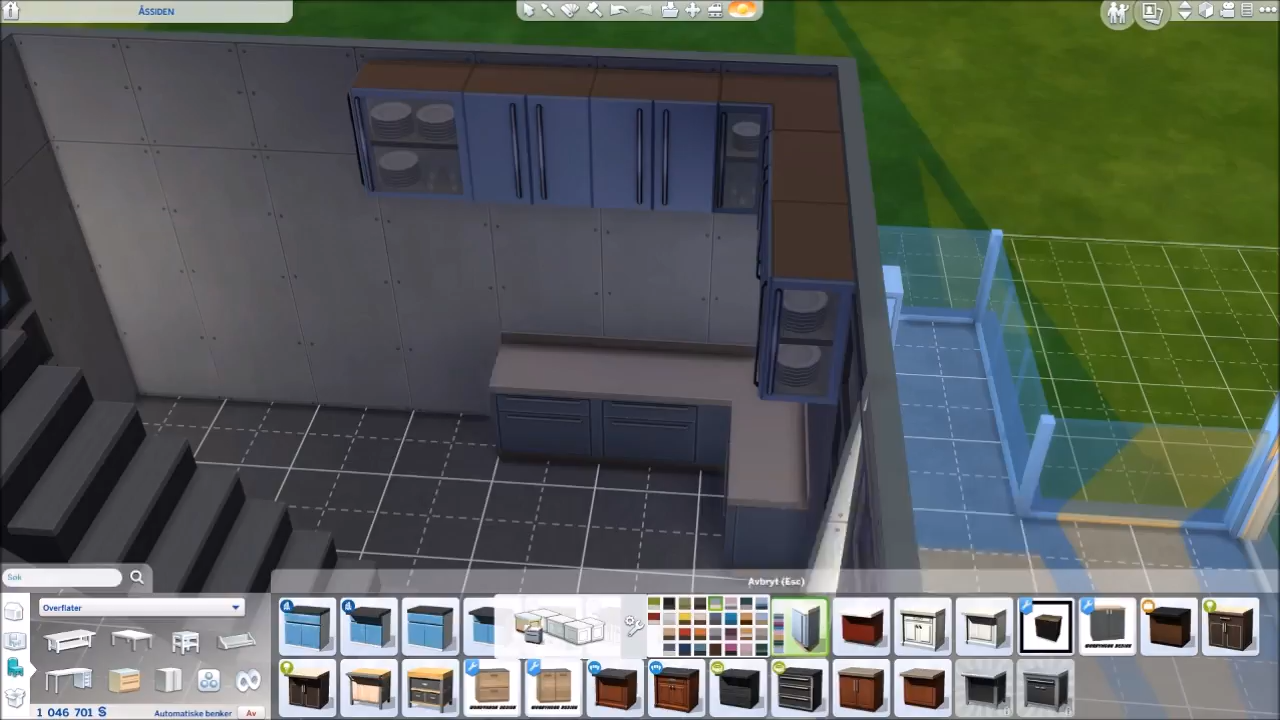 ÅSSIDEN
Avbryt (Esc)
Søk
Overflater
1 046 701 $
Automatiske benker
Av